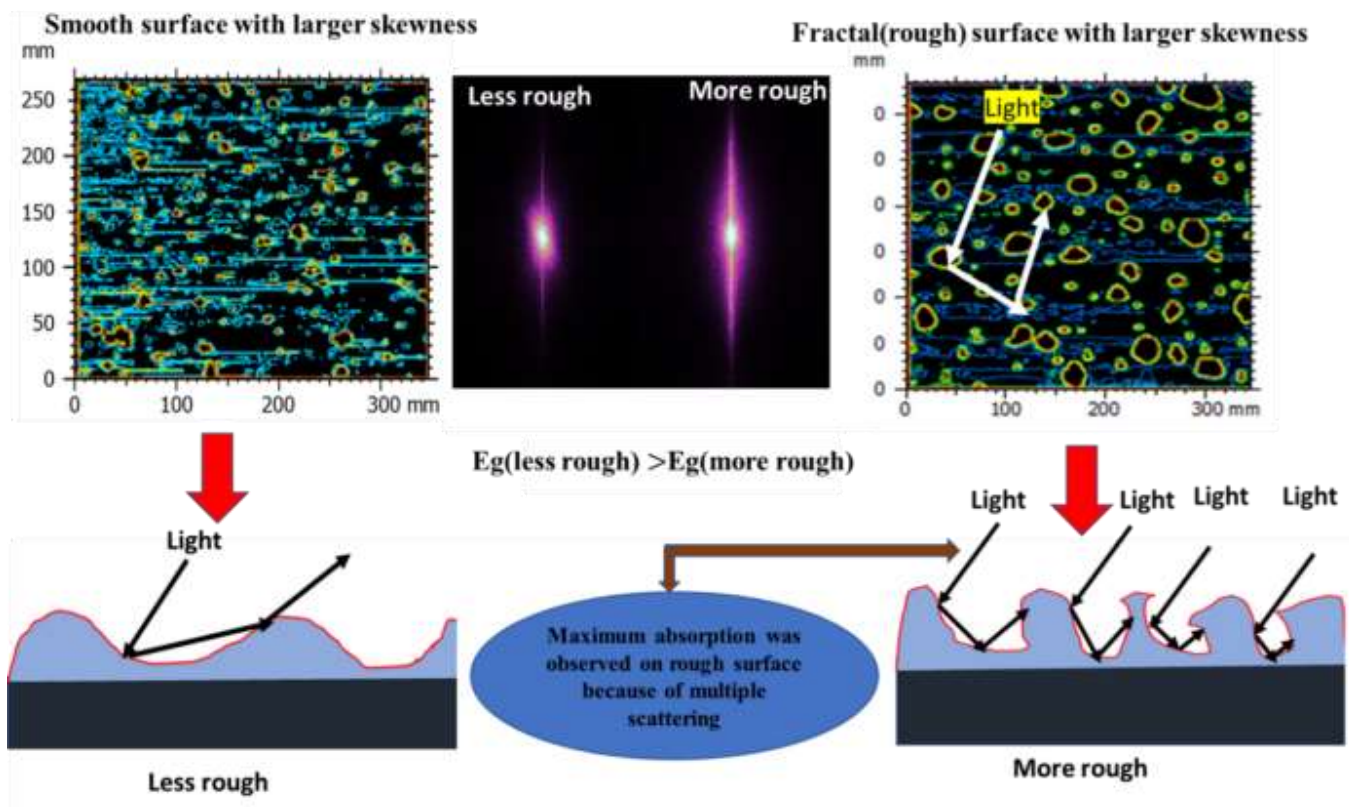 Smooth surface with larger skewness
mm
250
200
150
100
50
0
0 100 200 300 mm
Less rough More rough
Fractal(rough) surface with larger skewness
mm
Light
0
0
0
0
0
0
0
0 100 200 300 mm
Eg(less rough) >Eg(more rough)
Light
Light Light Light Light
Maximum absorption was
observed on rough surface
because of multiple
scattering
Less rough
More rough